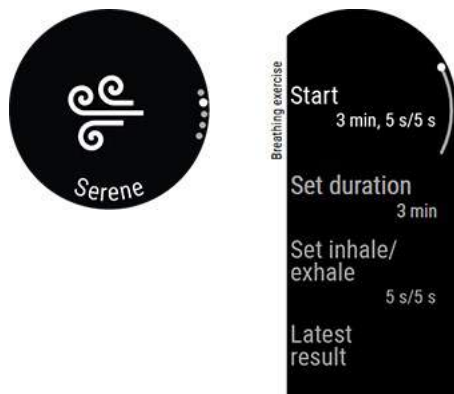 Serene
Breathing exercise
Start
3 min, 5 s/5 s
Set duration
3 min
Set inhale/
exhale
5 s/5 s
Latest
result